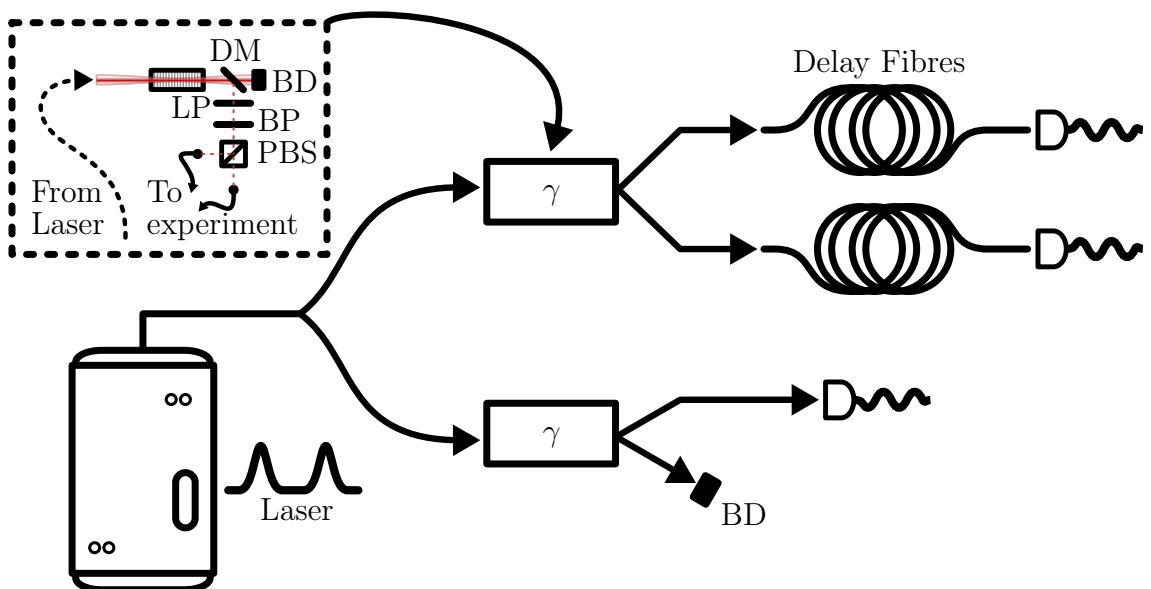 DM
BD
LP
BP
PBS
From
Laser
To
experiment
Delay Fibres
γ
γ
Laser
BD